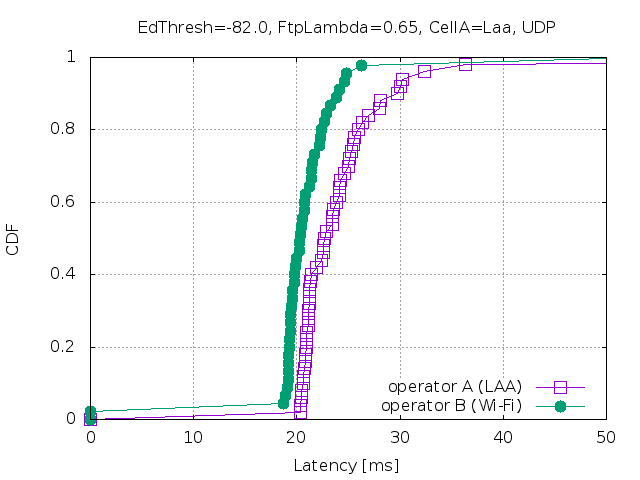 EdThresh=-82.0, FtpLambda=0.65, CellA=Laa, UDP
1
0.8
0.6
0.4
0.2
0
CDF
operator A (LAA)
operator B (Wi-Fi)
0 10 20 30 40 50
Latency [ms]